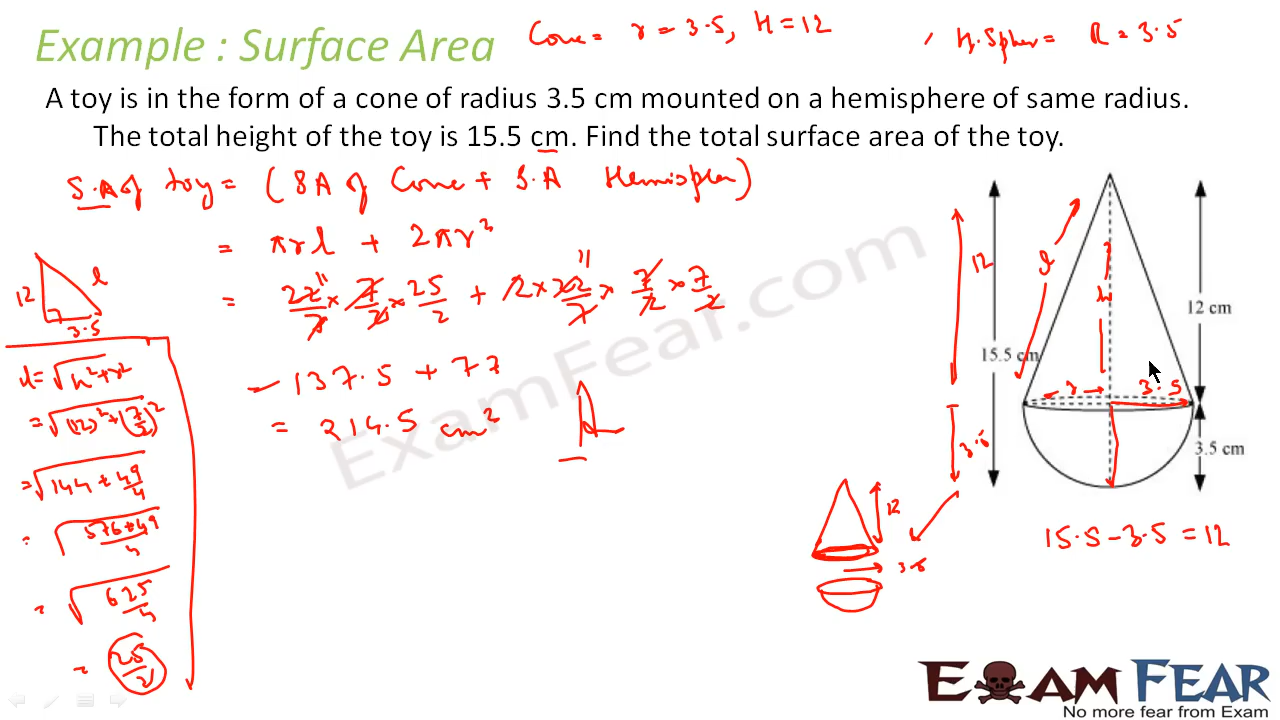 Example : Surface Area
Cone = r = 3.5, H = 12
H.Spher = R = 3.5
A toy is in the form of a cone of radius 3.5 cm mounted on a hemisphere of same radius.
The total height of the toy is 15.5 cm. Find the total surface area of the toy.
S.A of toy = ( SA of Cone + S.A Hemispher )
= πrl + 2πr²
= 22/7 × 7/2 × 25/2 + 2 × 22/7 × 7/2 × 7/2
11
11
- 137.5 + 77
= 214.5 cm²
12
l
3.5
l = √h²+r²
= √(12)²+(7/2)²
= √144 + 49/4
= √576+49/4
= √625/4
= 25/2
12
l
h
12 cm
15.5 cm
r
3.5
3.5
3.5 cm
12
3.5
15.5 - 3.5 = 12
ExamFear.com
EXAM FEAR
No more fear from Exam